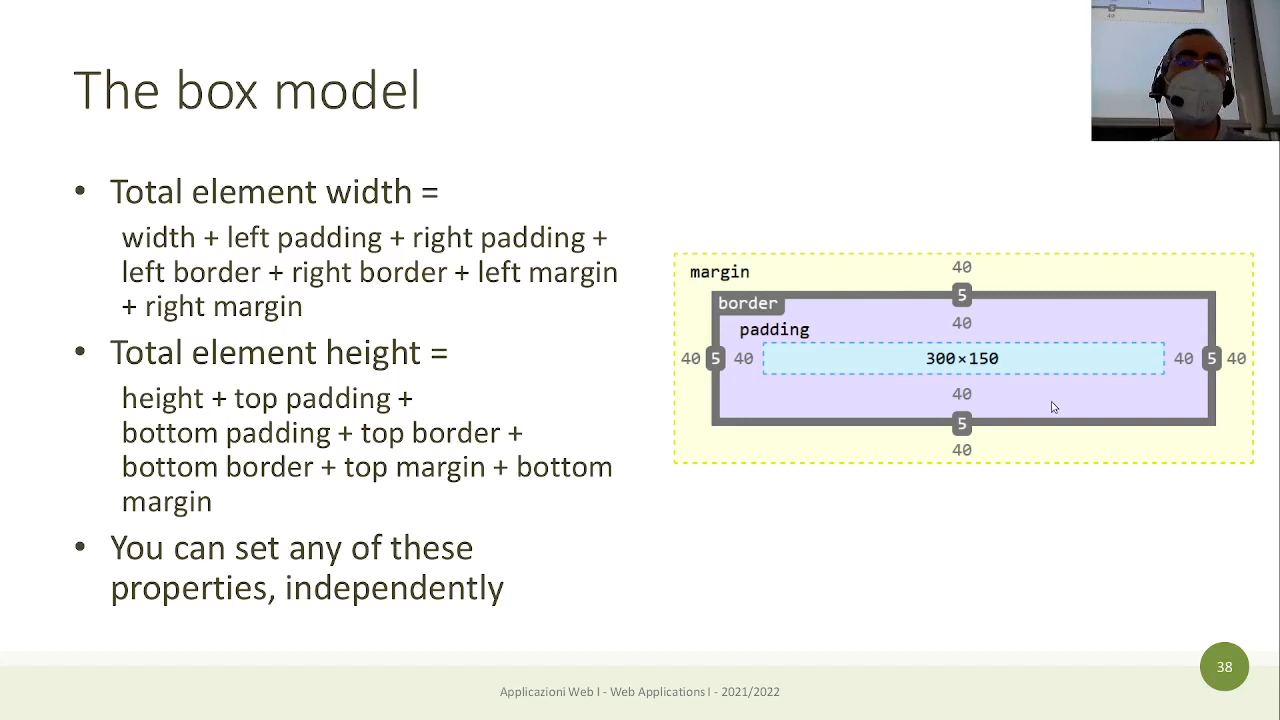 The box model
• Total element width =
width + left padding + right padding +
left border + right border + left margin
+ right margin
• Total element height =
height + top padding +
bottom padding + top border +
bottom border + top margin + bottom
margin
• You can set any of these
properties, independently
margin 40
border 5
padding 40
40 5 40 300×150 40 5 40
40
5
40
38
Applicazioni Web I - Web Applications I - 2021/2022